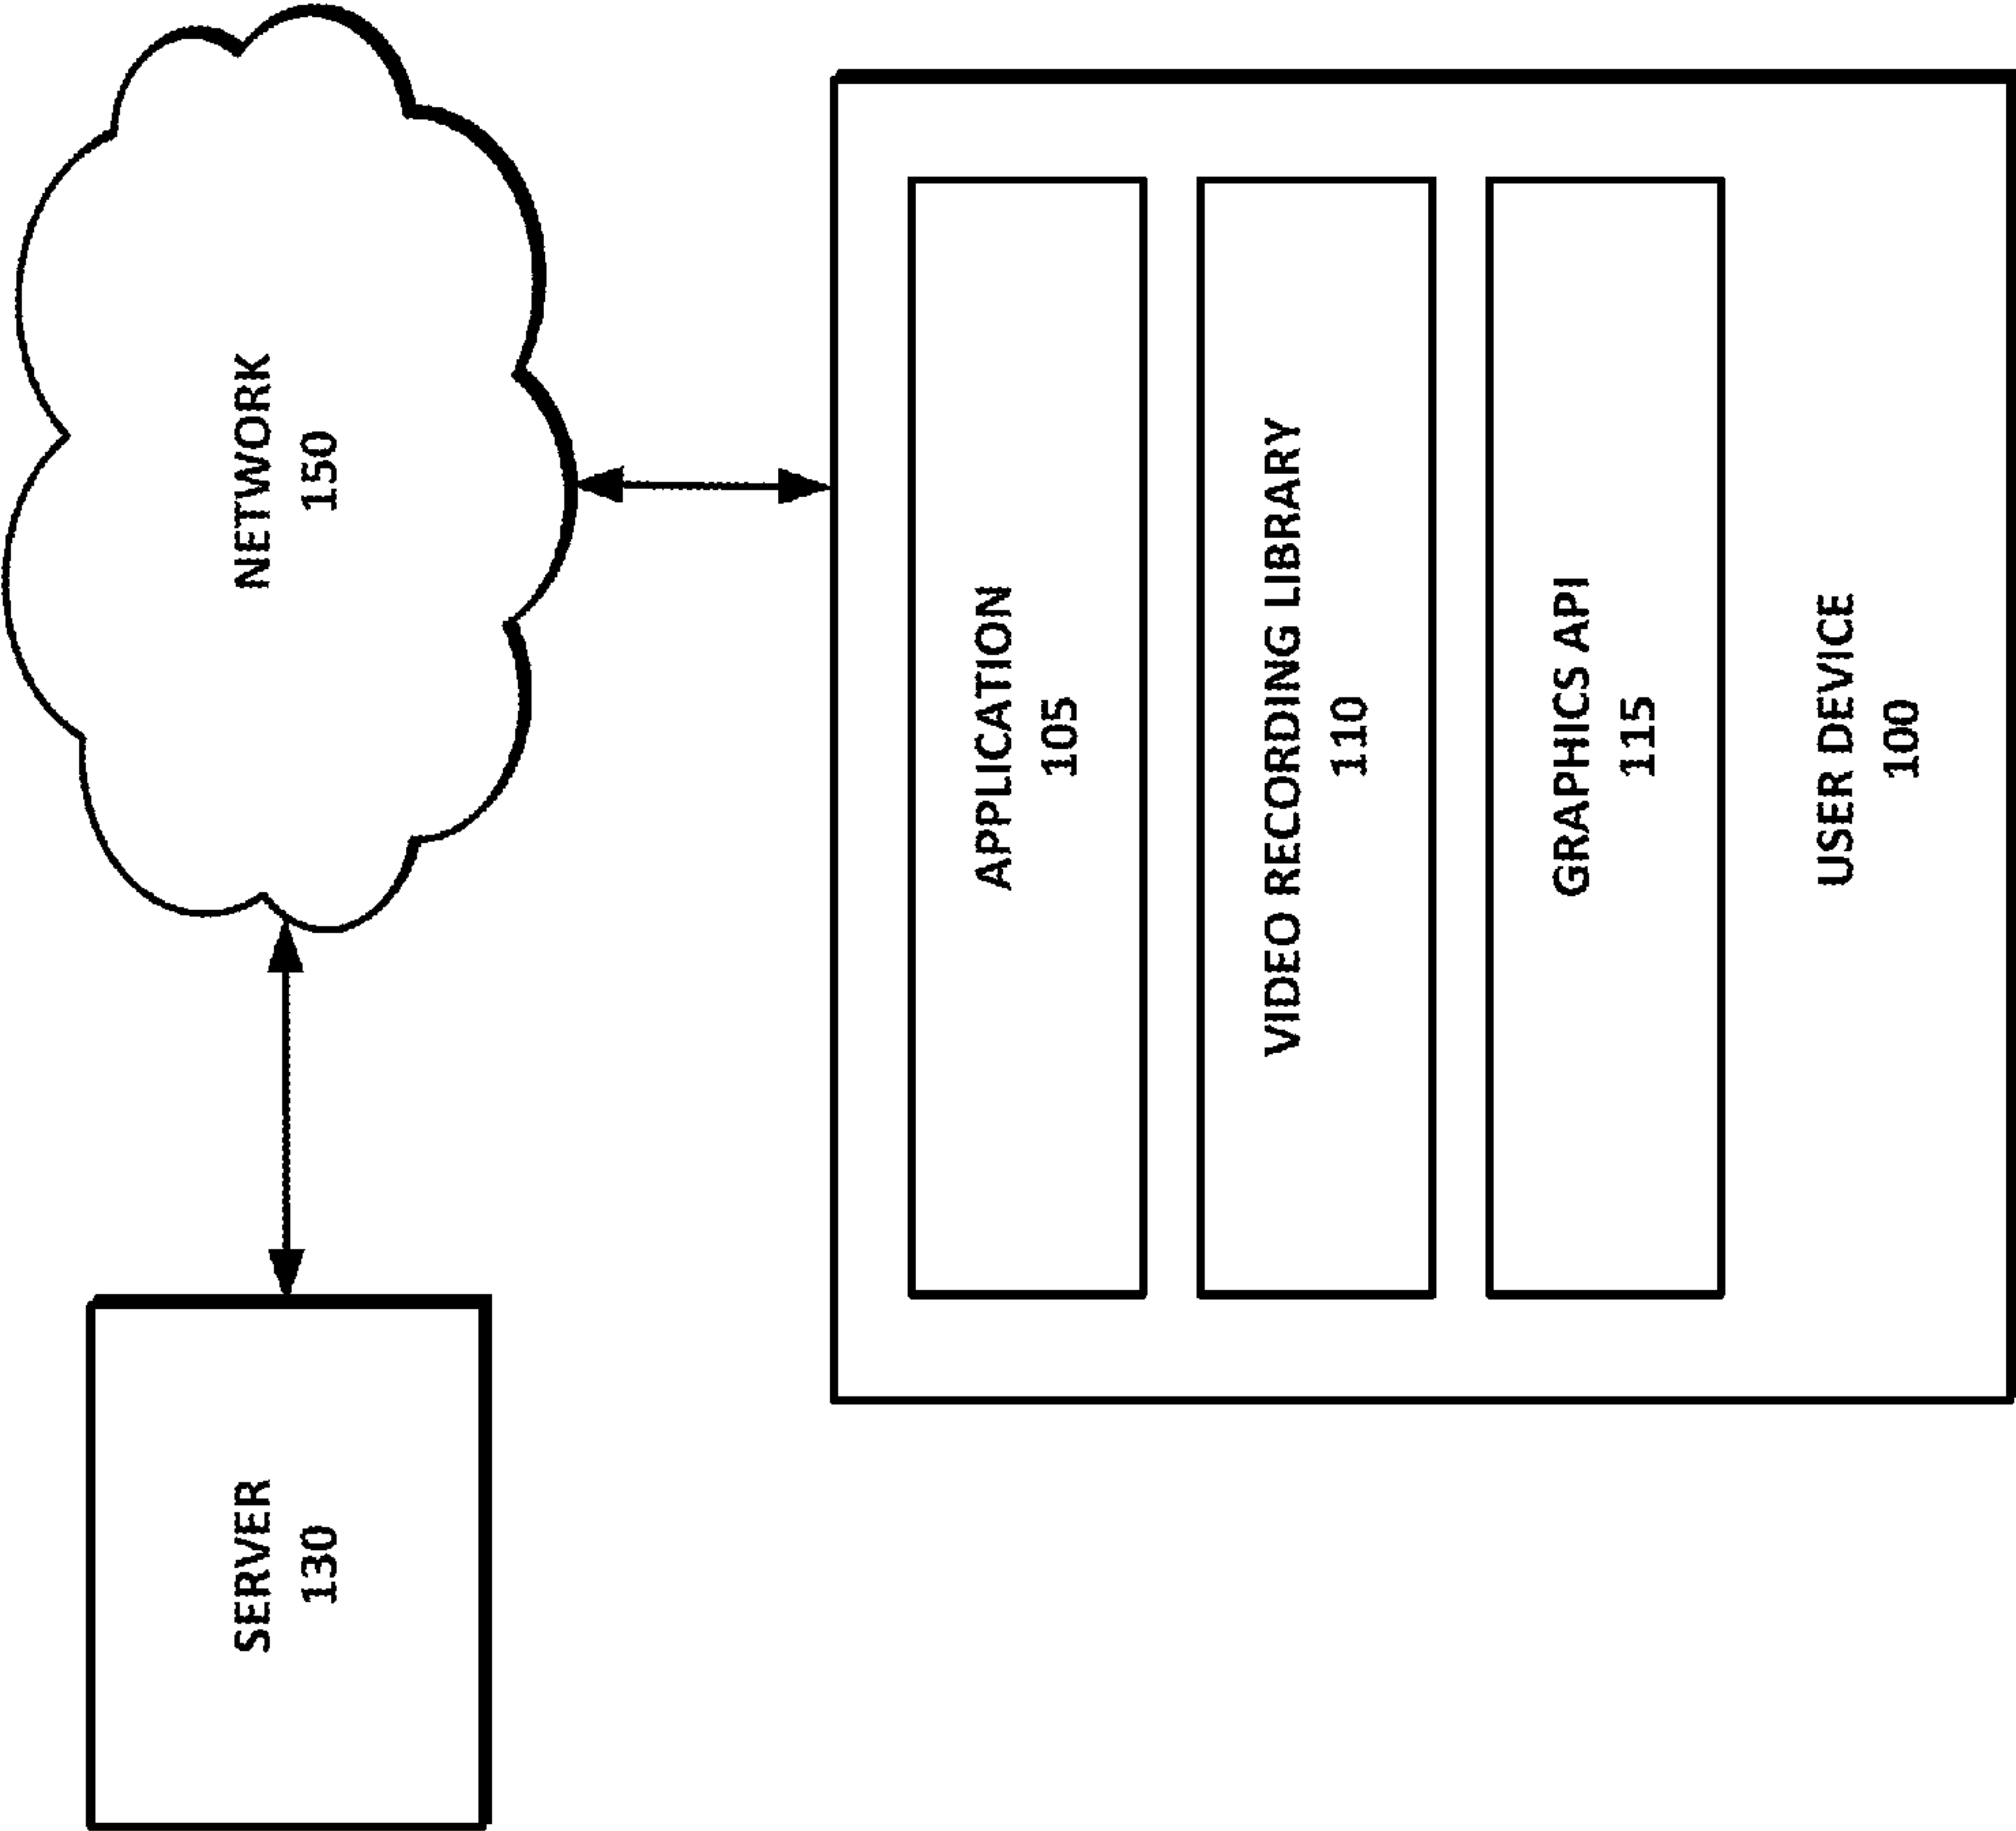 SERVER
130
NETWORK
150
APPLICATION
105
VIDEO RECORDING LIBRARY
110
GRAPHICS API
115
USER DEVICE
100